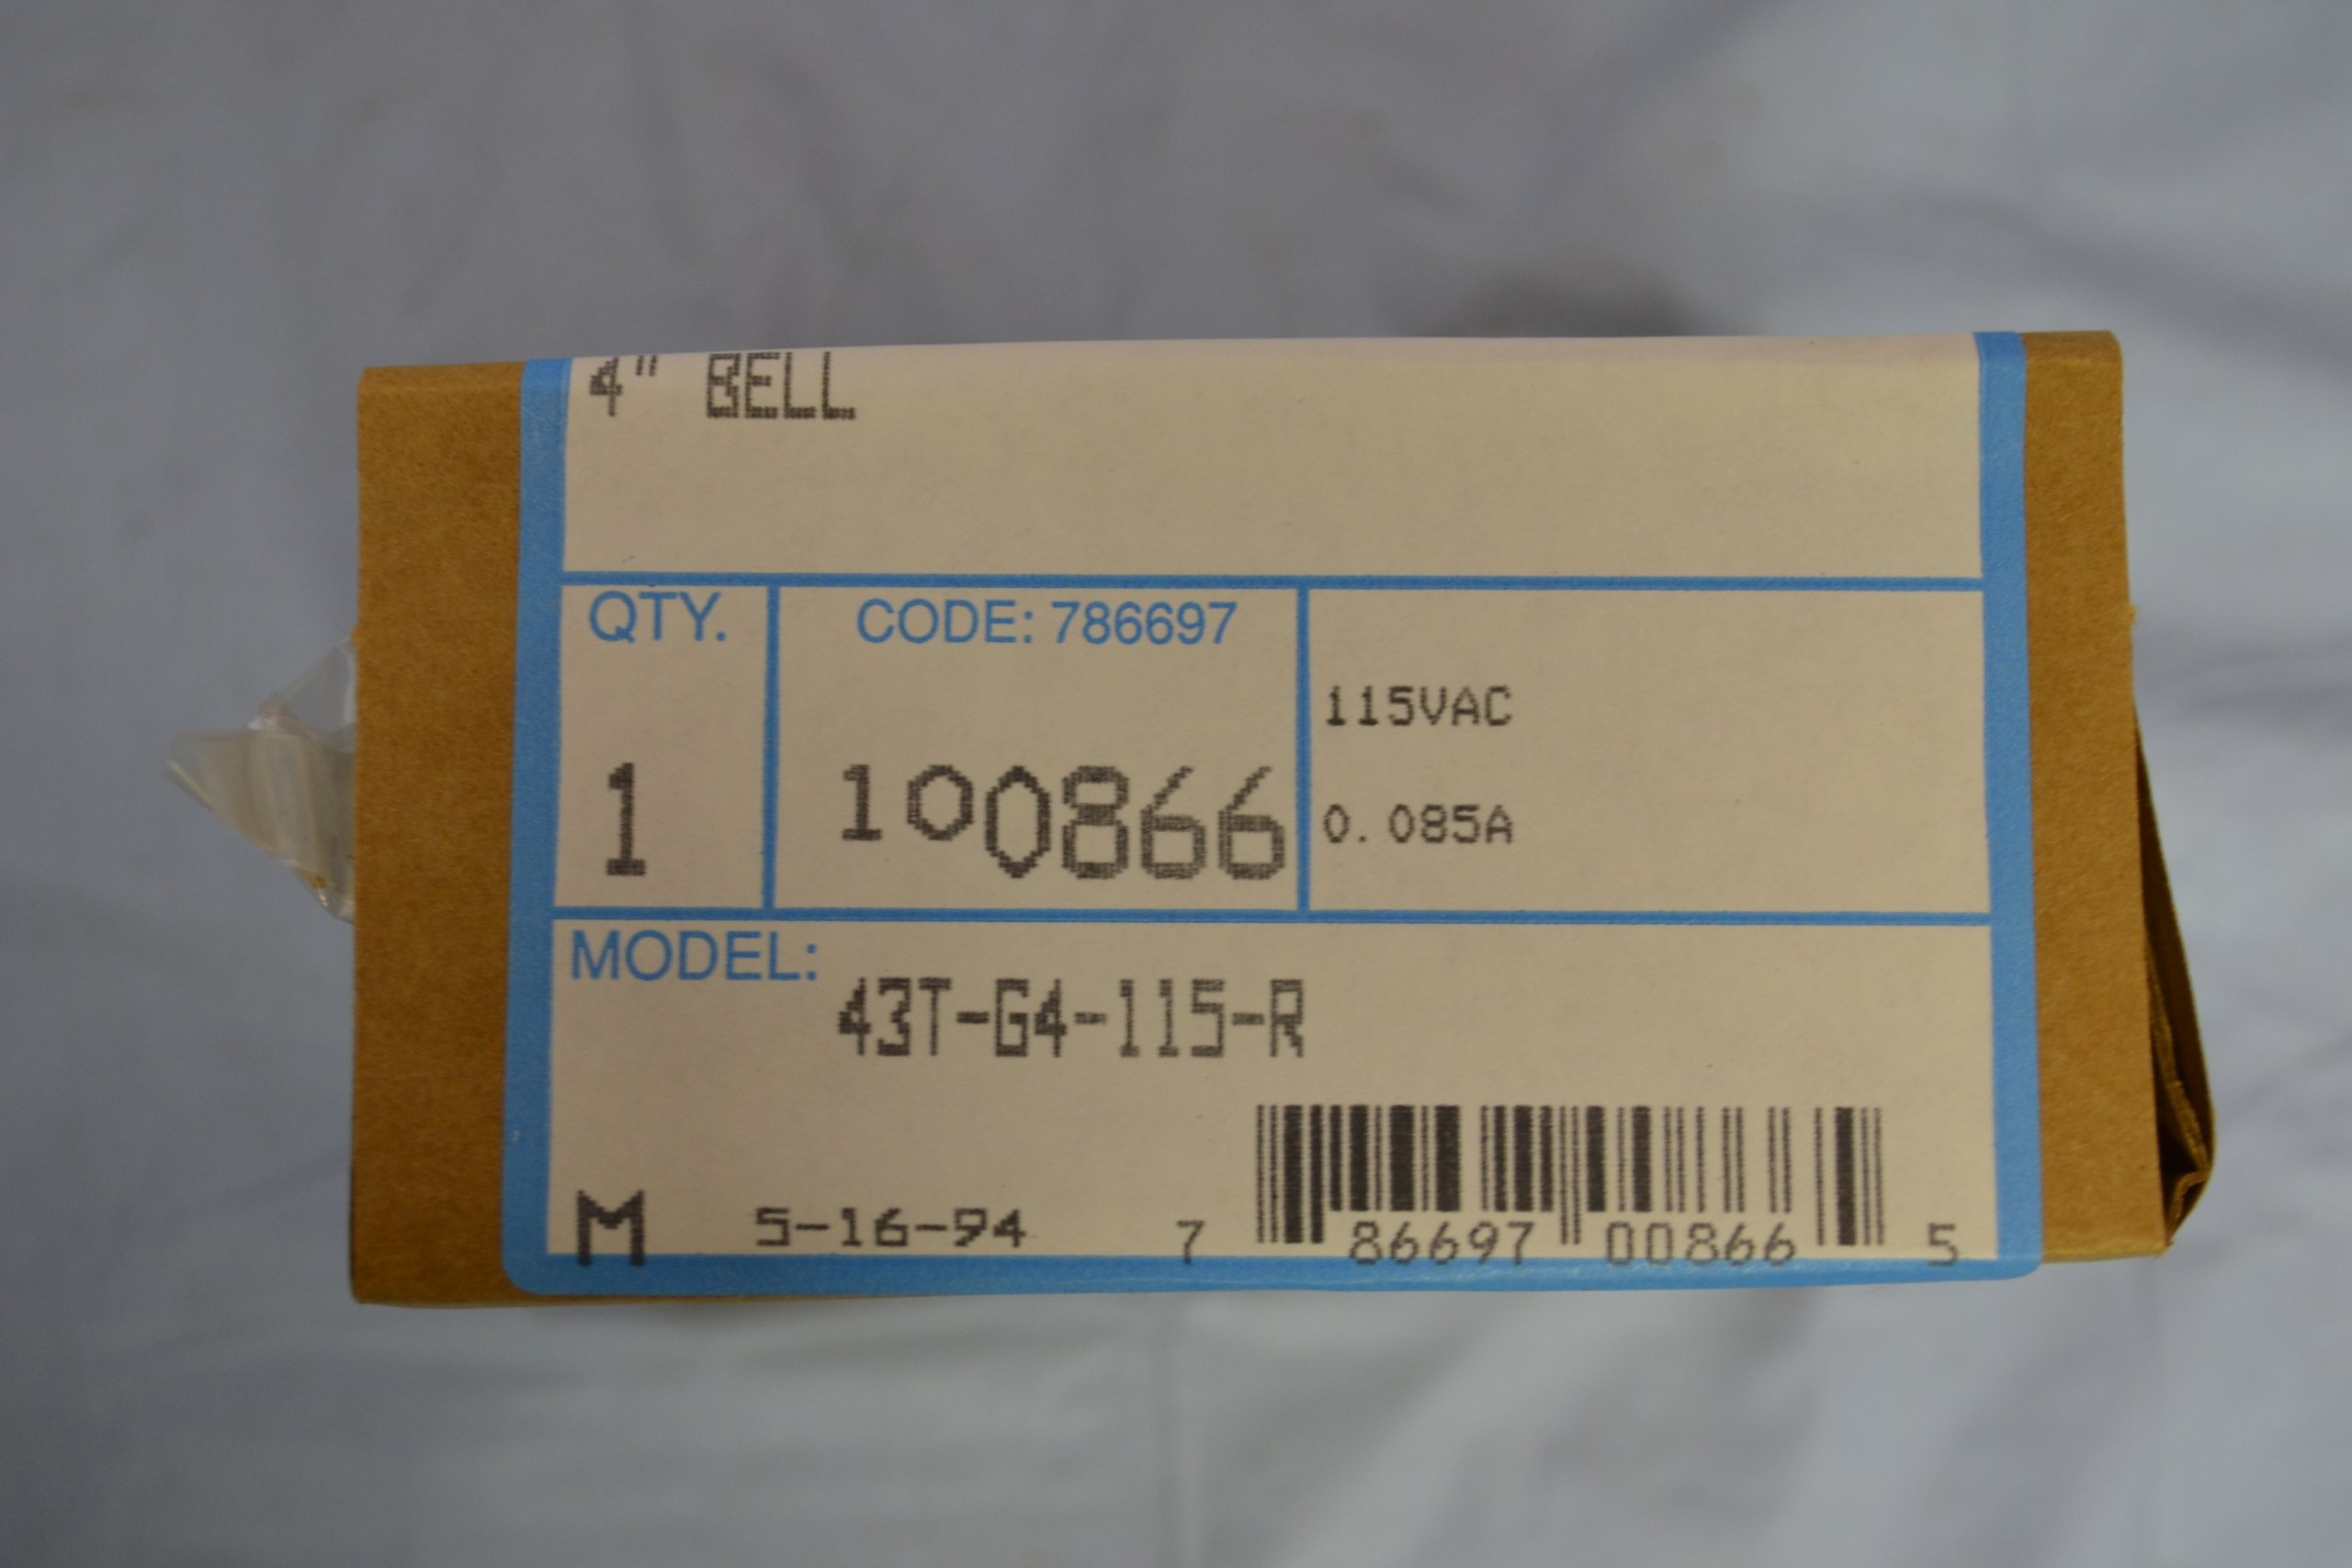 4" BELL
QTY. CODE: 786697
115VAC
1 100866 0.085A
MODEL:
43T-G4-115-R
M 5-16-94 7 86697 00866 5